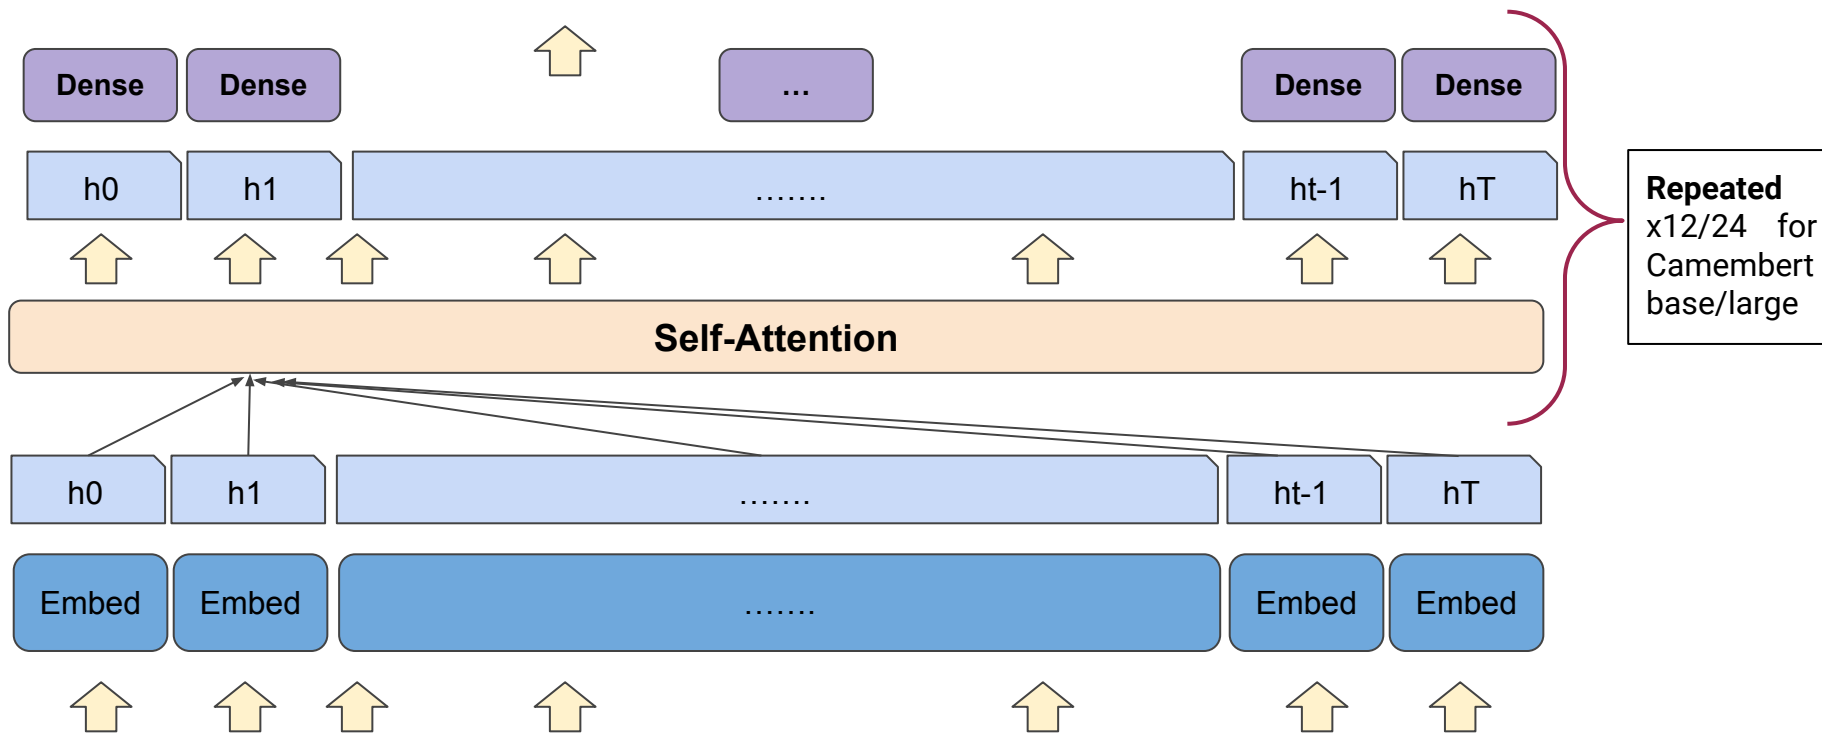 Dense Dense … Dense Dense
h0 h1 ……. ht-1 hT
Repeated
x12/24 for
Camembert
base/large
Self-Attention
h0 h1 ……. ht-1 hT
Embed Embed ……. Embed Embed